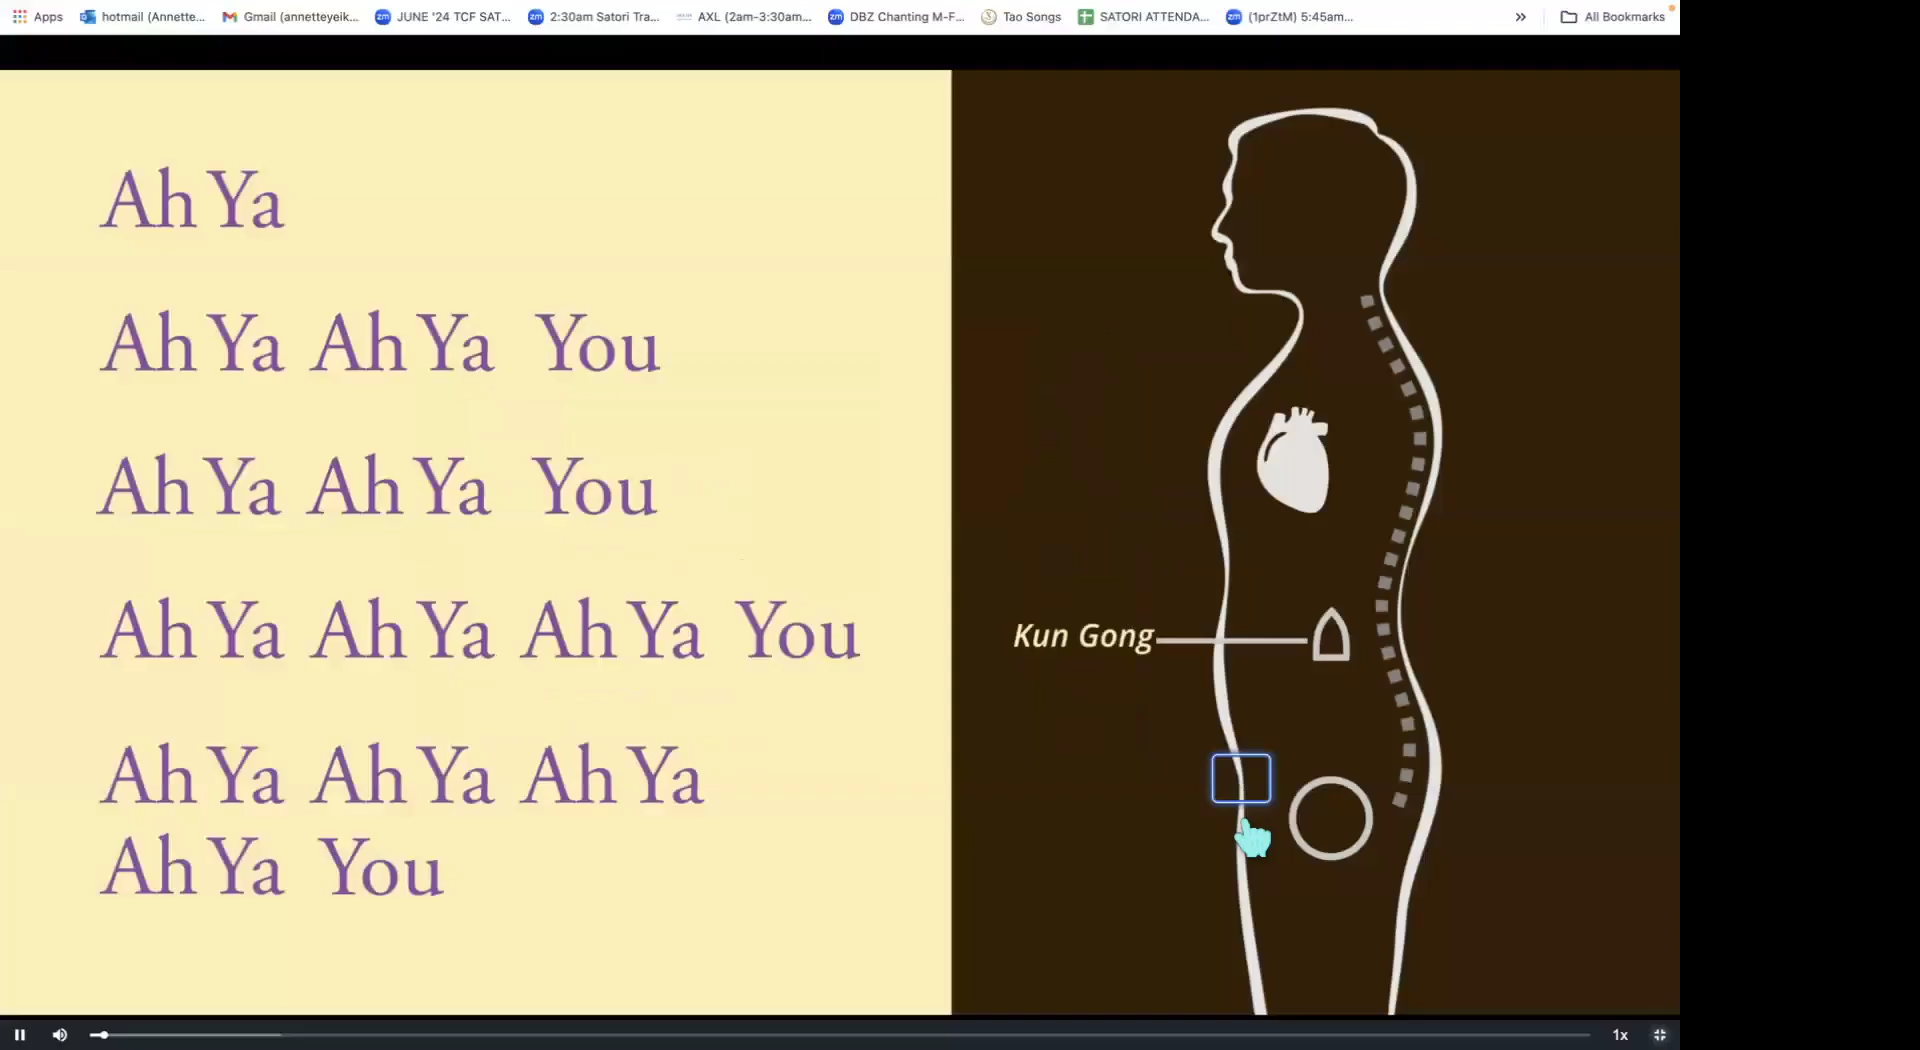 Apps hotmail (Annette... Gmail (annetteyeik... JUNE '24 TCF SAT... 2:30am Satori Tra... AXL (2am-3:30am... DBZ Chanting M-F... Tao Songs SATORI ATTENDA... (1przZtM) 5:45am... All Bookmarks
Ah Ya
Ah Ya Ah Ya You
Ah Ya Ah Ya You
Ah Ya Ah Ya Ah Ya You
Ah Ya Ah Ya Ah Ya
Ah Ya You
Kun Gong
1x